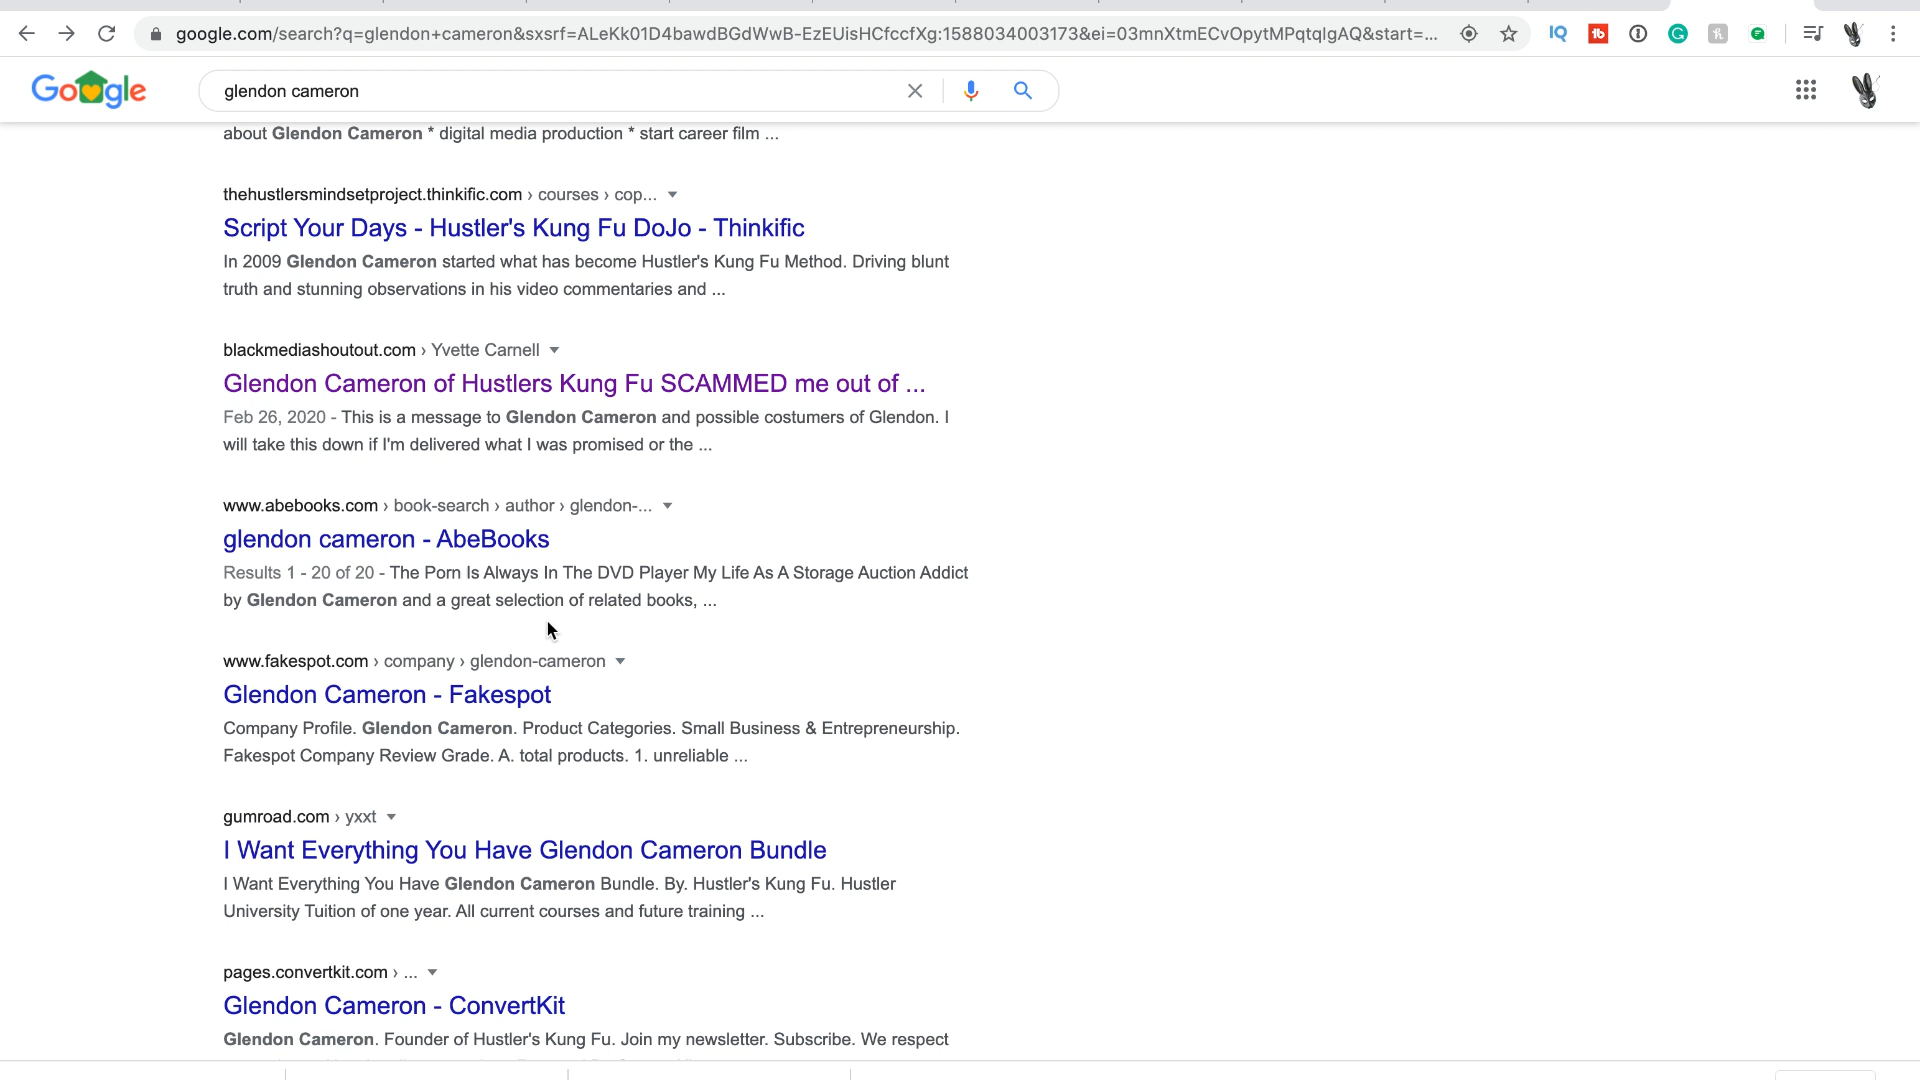 google.com/search?q=glendon+cameron&sxsrf=ALeKk01D4bawdBGdWwB-EzEUisHCfccfXg:1588034003173&ei=03mnXtmECvOpytMPqtqIgAQ&start=...
Google
glendon cameron
about Glendon Cameron * digital media production * start career film ...
thehustlersmindsetproject.thinkific.com › courses › cop...
Script Your Days - Hustler's Kung Fu DoJo - Thinkific
In 2009 Glendon Cameron started what has become Hustler's Kung Fu Method. Driving blunt
truth and stunning observations in his video commentaries and ...
blackmediashoutout.com › Yvette Carnell
Glendon Cameron of Hustlers Kung Fu SCAMMED me out of ...
Feb 26, 2020 - This is a message to Glendon Cameron and possible costumers of Glendon. I
will take this down if I'm delivered what I was promised or the ...
www.abebooks.com › book-search › author › glendon-...
glendon cameron - AbeBooks
Results 1 - 20 of 20 - The Porn Is Always In The DVD Player My Life As A Storage Auction Addict
by Glendon Cameron and a great selection of related books, ...
www.fakespot.com › company › glendon-cameron
Glendon Cameron - Fakespot
Company Profile. Glendon Cameron. Product Categories. Small Business & Entrepreneurship.
Fakespot Company Review Grade. A. total products. 1. unreliable ...
gumroad.com › yxxt
I Want Everything You Have Glendon Cameron Bundle
I Want Everything You Have Glendon Cameron Bundle. By. Hustler's Kung Fu. Hustler
University Tuition of one year. All current courses and future training ...
pages.convertkit.com › ...
Glendon Cameron - ConvertKit
Glendon Cameron. Founder of Hustler's Kung Fu. Join my newsletter. Subscribe. We respect